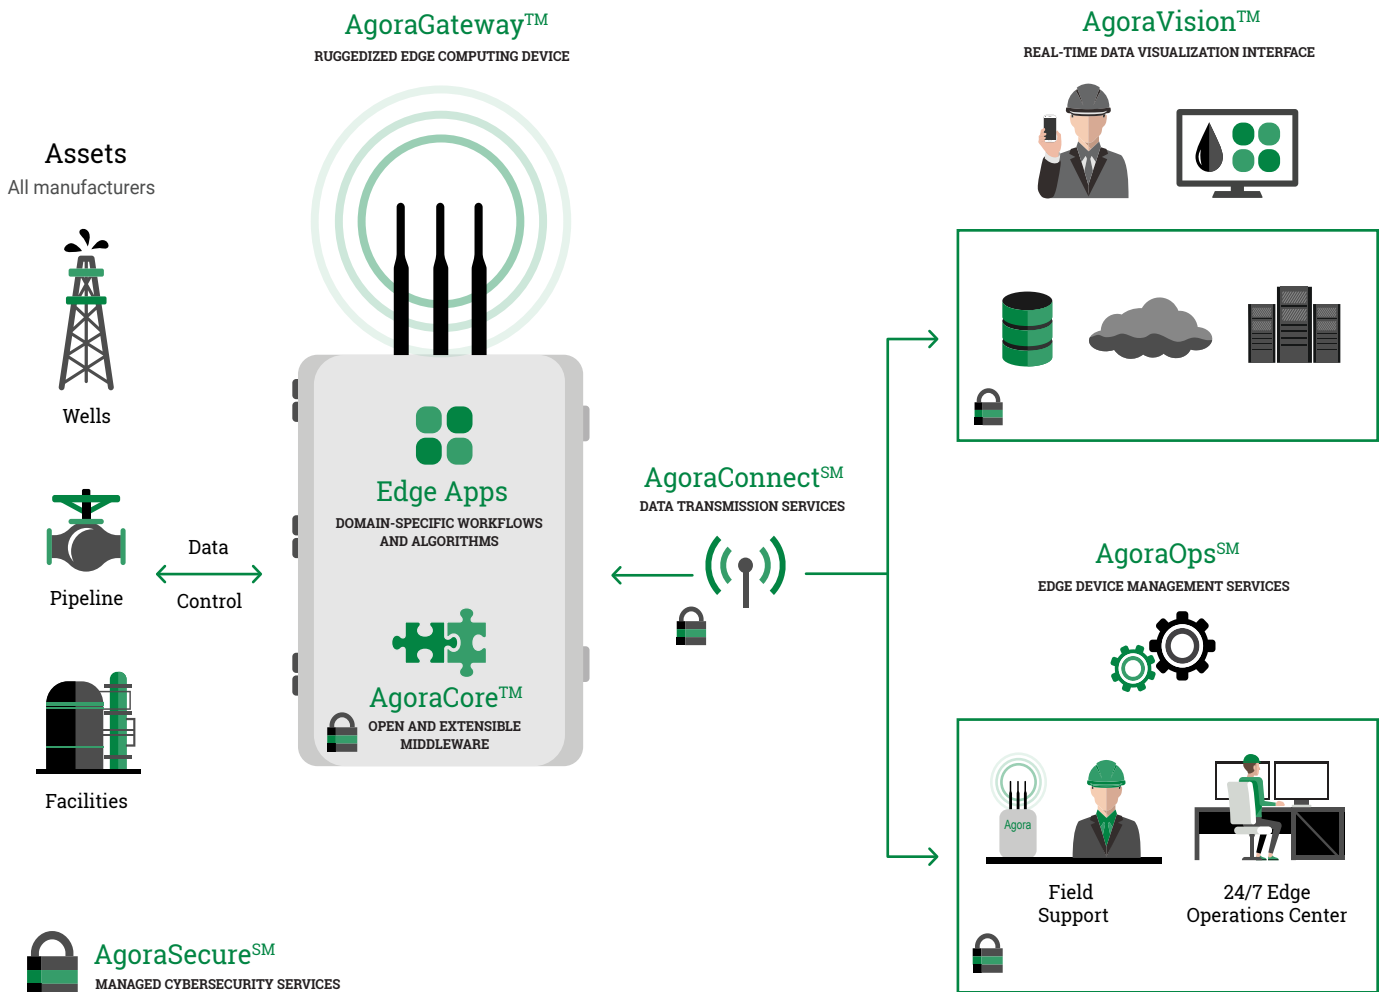 AgoraGateway™
RUGGEDIZED EDGE COMPUTING DEVICE
AgoraVision™
REAL-TIME DATA VISUALIZATION INTERFACE
Assets
All manufacturers
Wells
Pipeline
Facilities
Data
Control
Edge Apps
DOMAIN-SPECIFIC WORKFLOWS
AND ALGORITHMS
AgoraCore™
OPEN AND EXTENSIBLE
MIDDLEWARE
AgoraConnect℠
DATA TRANSMISSION SERVICES
AgoraOps℠
EDGE DEVICE MANAGEMENT SERVICES
Agora
Field
Support
24/7 Edge
Operations Center
AgoraSecure℠
MANAGED CYBERSECURITY SERVICES